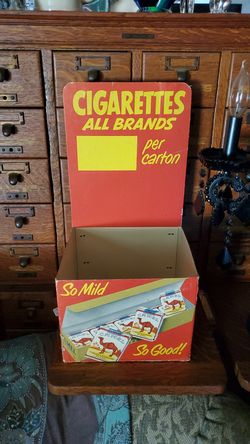 CIGARETTES
ALL BRANDS
per
carton
So Mild
So Good!